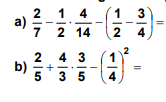 a) 2/7 − 1/2 · 4/14 − (1/2 − 3/4) =
b) 2/5 + 4/3 · 3/5 − (1/4)² =